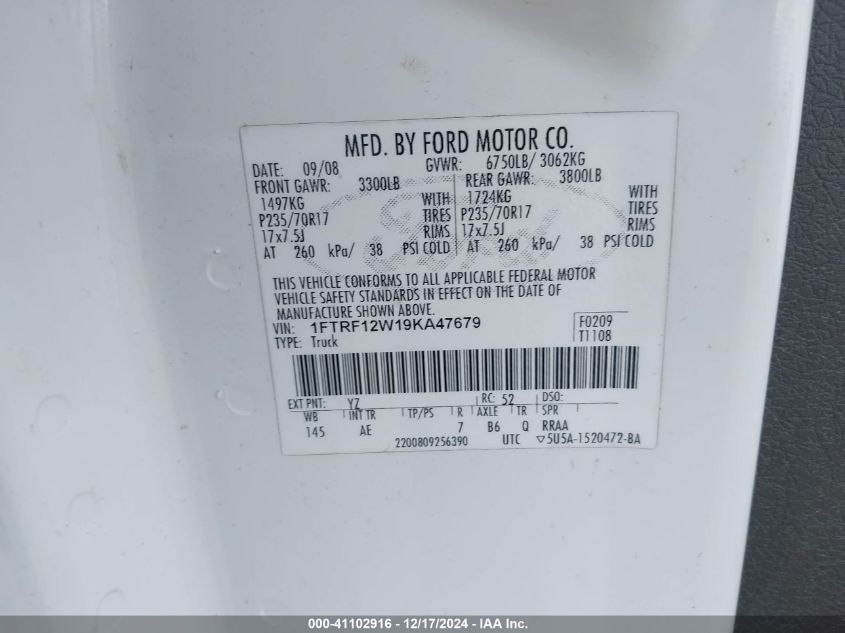 MFD. BY FORD MOTOR CO.
DATE: 09/08 GVWR: 6750LB/ 3062KG
FRONT GAWR: 3300LB REAR GAWR: 3800LB
1497KG WITH 1724KG WITH
P235/70R17 TIRES P235/70R17 TIRES
17x7.5J RIMS 17x7.5J RIMS
AT 260 kPa/ 38 PSI COLD AT 260 kPa/ 38 PSI COLD
THIS VEHICLE CONFORMS TO ALL APPLICABLE FEDERAL MOTOR
VEHICLE SAFETY STANDARDS IN EFFECT ON THE DATE OF
MANUFACTURE SHOWN ABOVE.
VIN: 1FTRF12W19KA47679 F0209
TYPE: Truck T1108
EXT PNT: YZ RC: 52 DSO:
WB INT TR TP/PS R AXLE TR SPR
145 AE 7 B6 Q RRAA
2200809256390 UTC ▽5U5A-1520472-BA
000-41102916 - 12/17/2024 - IAA Inc.